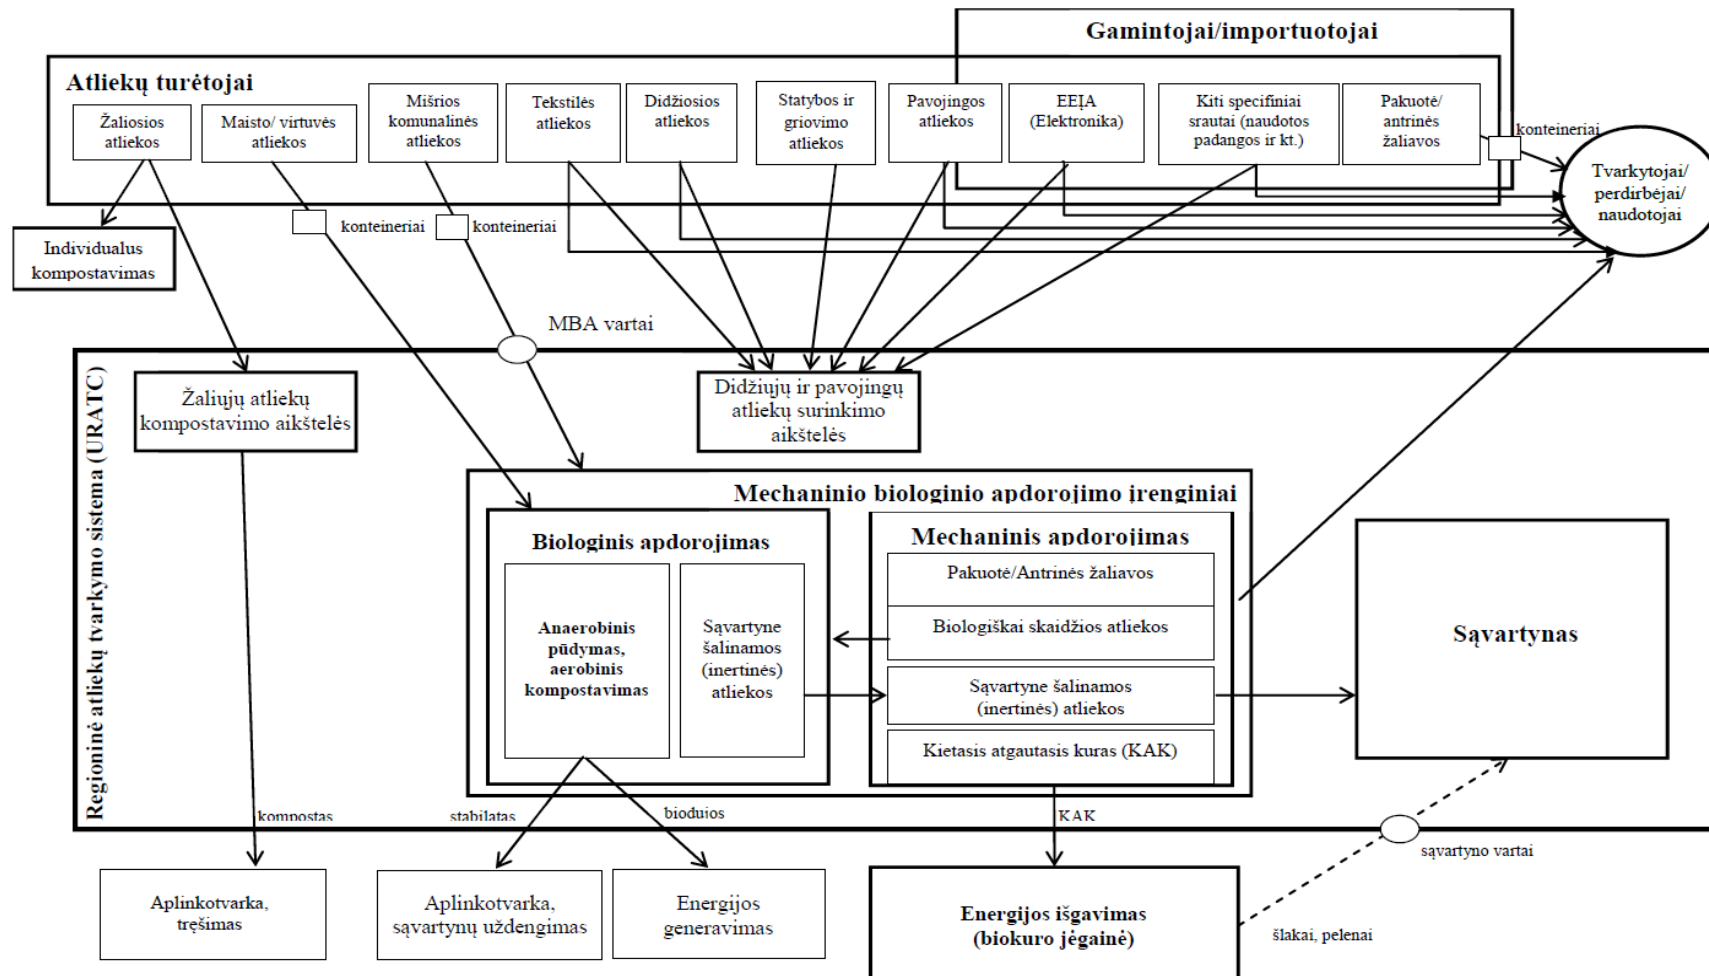 Gamintojai/importuotojai
Atliekų turėtojai
Žaliosios
atliekos
Maisto/ virtuvės
atliekos
Mišrios
komunalinės
atliekos
Tekstilės
atliekos
Didžiosios
atliekos
Statybos ir
griovimo
atliekos
Pavojingos
atliekos
EEĮA
(Elektronika)
Kiti specifiniai
srautai (naudotos
padangos ir kt.)
Pakuotė/
antrinės
žaliavos
konteineriai
Tvarkytojai/
perdirbėjai/
naudotojai
konteineriai
konteineriai
Individualus
kompostavimas
MBA vartai
Regioninė atliekų tvarkymo sistema (URATC)
Žaliųjų atliekų
kompostavimo aikštelės
Didžiųjų ir pavojingų
atliekų surinkimo
aikštelės
Mechaninio biologinio apdorojimo įrenginiai
Biologinis apdorojimas
Anaerobinis
pūdymas,
aerobinis
kompostavimas
Sąvartyne
šalinamos
(inertinės)
atliekos
Mechaninis apdorojimas
Pakuotė/Antrinės žaliavos
Biologiškai skaidžios atliekos
Sąvartyne šalinamos
(inertinės) atliekos
Kietasis atgautasis kuras (KAK)
Sąvartynas
kompostas
stabilatas
biodujos
KAK
sąvartyno vartai
Aplinkotvarka,
tręšimas
Aplinkotvarka,
sąvartynų uždengimas
Energijos
generavimas
Energijos išgavimas
(biokuro jėgainė)
šlakai, pelenai